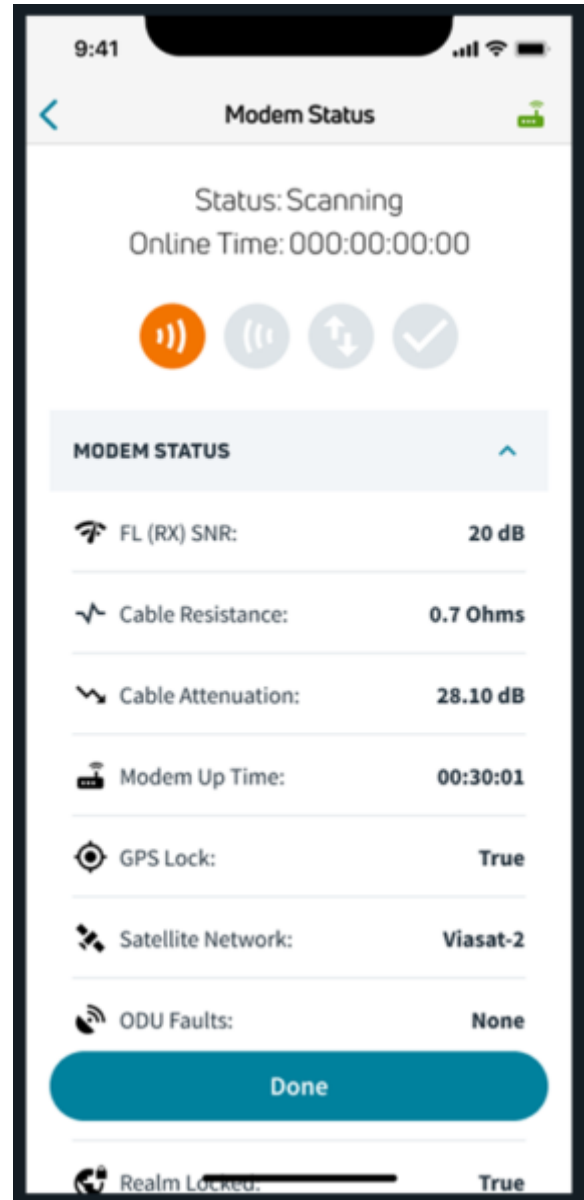 9:41
Modem Status
Status: Scanning
Online Time: 000:00:00:00
MODEM STATUS
FL (RX) SNR: 20 dB
Cable Resistance: 0.7 Ohms
Cable Attenuation: 28.10 dB
Modem Up Time: 00:30:01
GPS Lock: True
Satellite Network: Viasat-2
ODU Faults: None
Done
Realm Locked: True